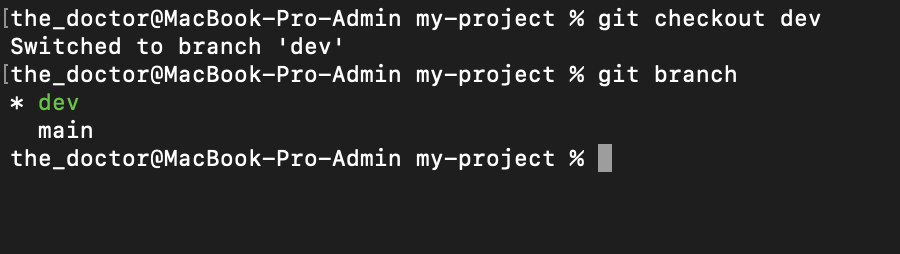 [the_doctor@MacBook-Pro-Admin my-project % git checkout dev
Switched to branch 'dev'
[the_doctor@MacBook-Pro-Admin my-project % git branch
* dev
  main
the_doctor@MacBook-Pro-Admin my-project %